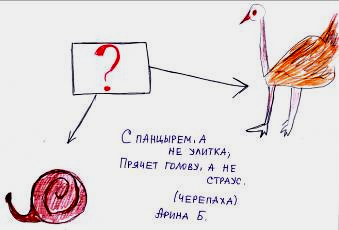 ?
С ПАНЦЫРЕМ, А
НЕ УЛИТКА,
ПРЯЧЕТ ГОЛОВУ, А НЕ
СТРАУС.
(ЧЕРЕПАХА)
АРИНА Б.